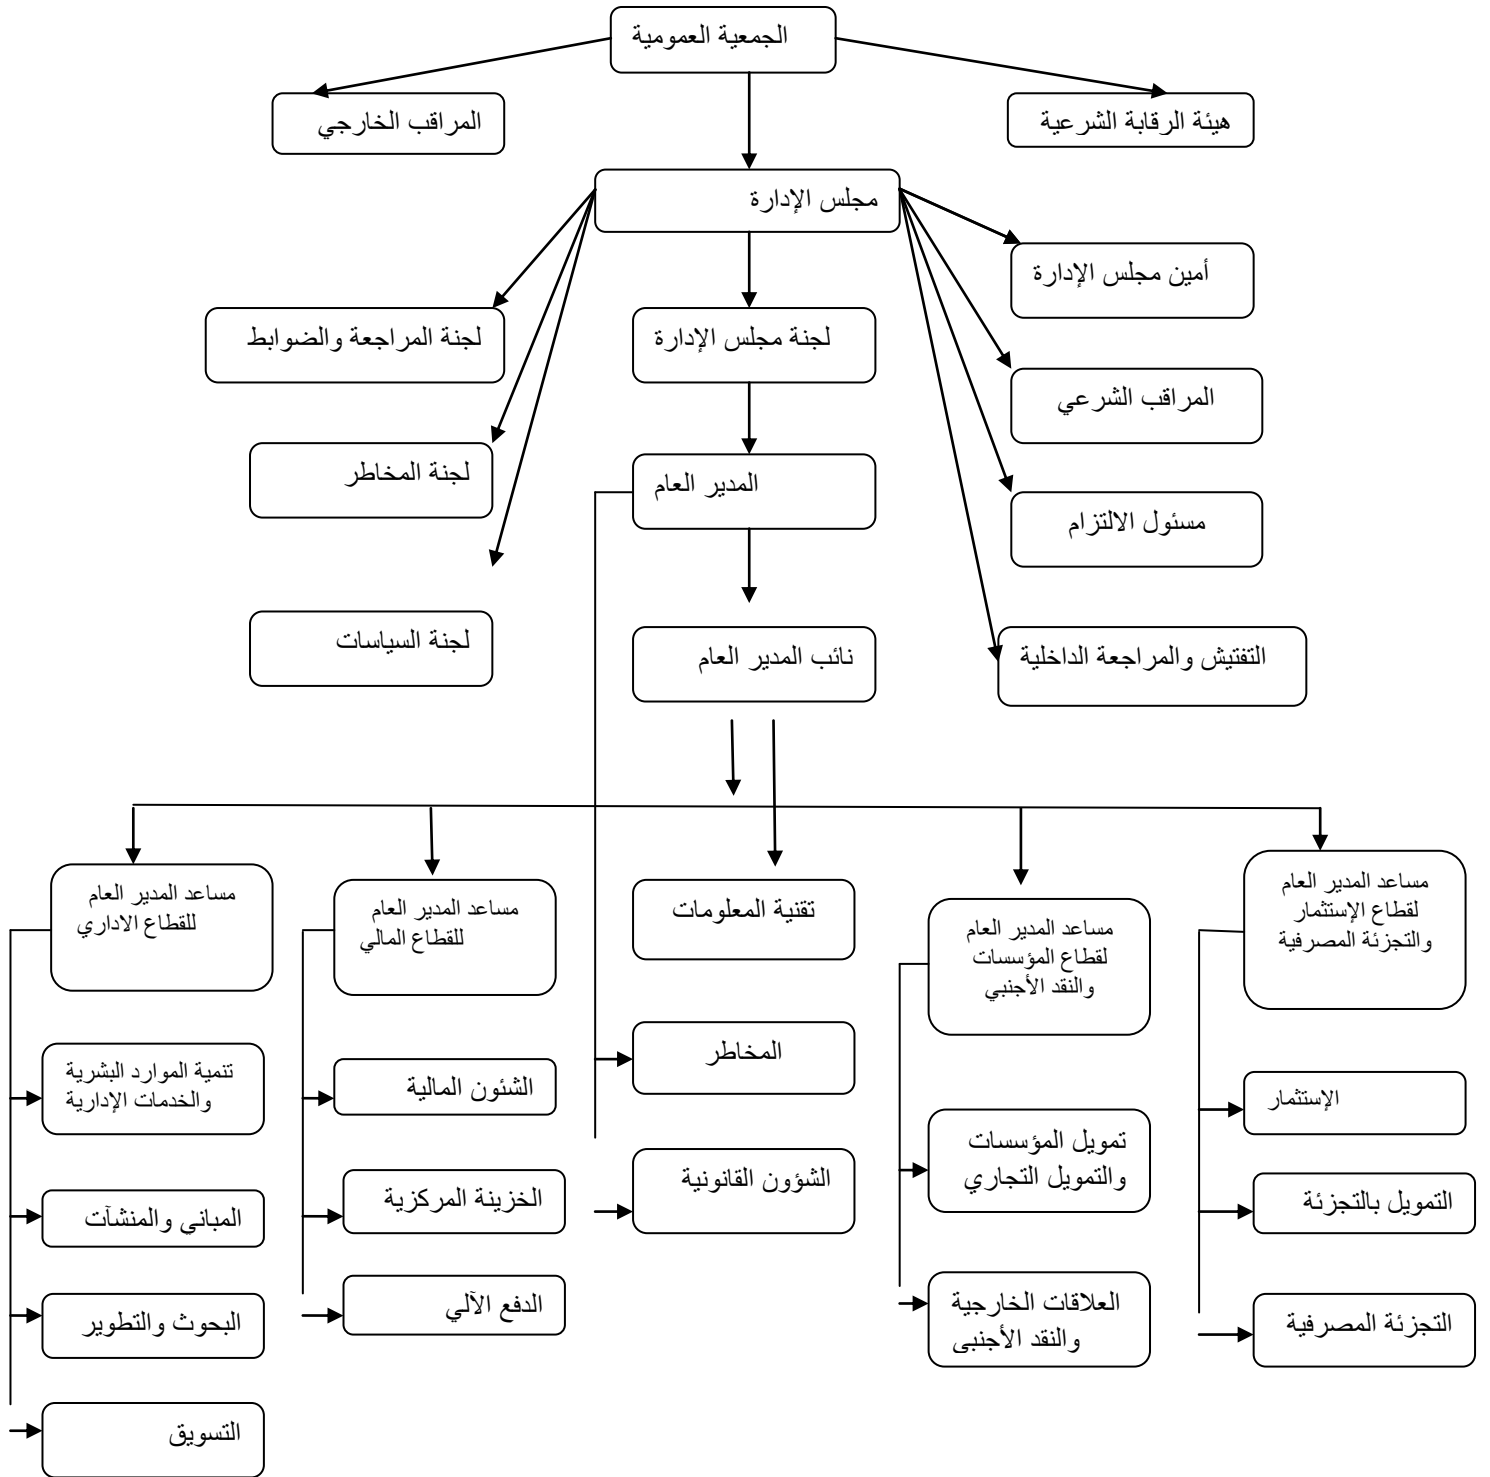 الجمعية العمومية
هيئة الرقابة الشرعية
المراقب الخارجي
مجلس الإدارة
أمين مجلس الإدارة
لجنة مجلس الإدارة
لجنة المراجعة والضوابط
المراقب الشرعي
المدير العام
لجنة المخاطر
مسئول الالتزام
التفتيش والمراجعة الداخلية
نائب المدير العام
لجنة السياسات
مساعد المدير العام
لقطاع الإستثمار
والتجزئة المصرفية
مساعد المدير العام
لقطاع المؤسسات
والنقد الأجنبي
تقنية المعلومات
مساعد المدير العام
للقطاع المالي
مساعد المدير العام
للقطاع الاداري
الإستثمار
التمويل بالتجزئة
التجزئة المصرفية
تمويل المؤسسات
والتمويل التجاري
العلاقات الخارجية
والنقد الأجنبي
المخاطر
الشؤون القانونية
الشئون المالية
الخزينة المركزية
الدفع الآلي
تنمية الموارد البشرية
والخدمات الإدارية
المباني والمنشآت
البحوث والتطوير
التسويق